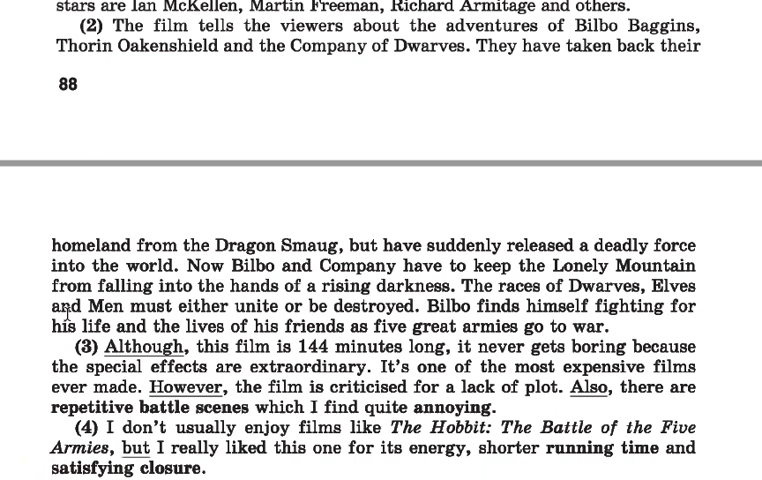 stars are Ian McKellen, Martin Freeman, Richard Armitage and others.
(2) The film tells the viewers about the adventures of Bilbo Baggins,
Thorin Oakenshield and the Company of Dwarves. They have taken back their
88
homeland from the Dragon Smaug, but have suddenly released a deadly force
into the world. Now Bilbo and Company have to keep the Lonely Mountain
from falling into the hands of a rising darkness. The races of Dwarves, Elves
and Men must either unite or be destroyed. Bilbo finds himself fighting for
his life and the lives of his friends as five great armies go to war.
(3) Although, this film is 144 minutes long, it never gets boring because
the special effects are extraordinary. It's one of the most expensive films
ever made. However, the film is criticised for a lack of plot. Also, there are
repetitive battle scenes which I find quite annoying.
(4) I don't usually enjoy films like The Hobbit: The Battle of the Five
Armies, but I really liked this one for its energy, shorter running time and
satisfying closure.